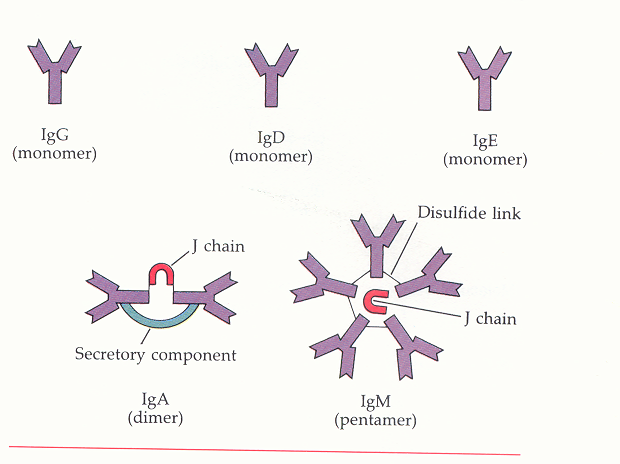 IgG
(monomer)
IgD
(monomer)
IgE
(monomer)
Disulfide link
J chain
J chain
Secretory component
IgA
(dimer)
IgM
(pentamer)